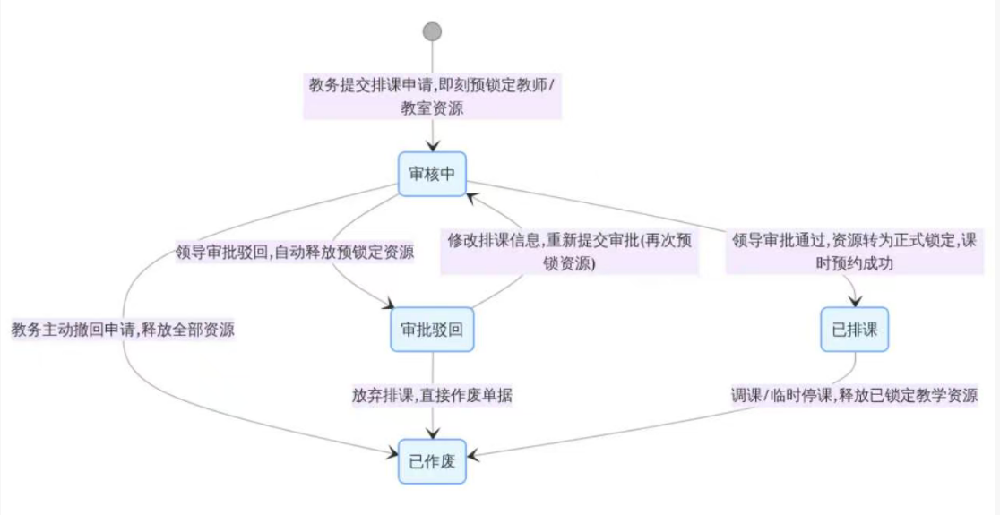 教务提交排课申请,即刻预锁定教师/
教室资源
审核中
领导审批驳回,自动释放预锁定资源
修改排课信息,重新提交审批(再次预
锁资源)
领导审批通过,资源转为正式锁定,课
时预约成功
教务主动撤回申请,释放全部资源
审批驳回
已排课
放弃排课,直接作废单据
调课/临时停课,释放已锁定教学资源
已作废